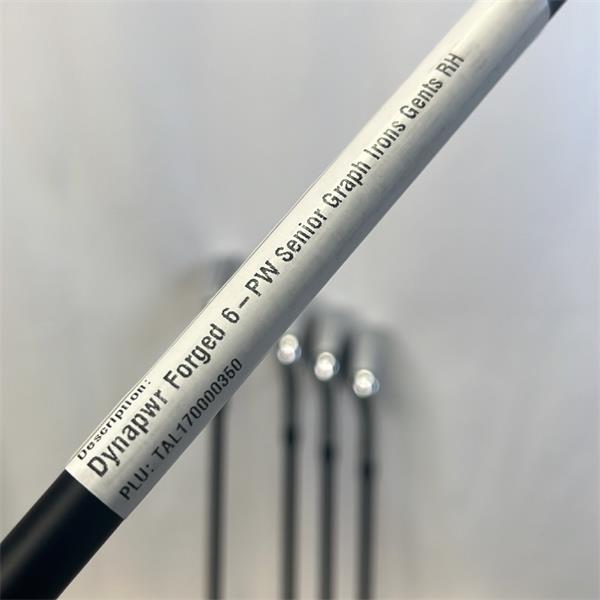 Description:
Dynapwr Forged 6 - PW Senior Graph Irons Gents RH
PLU: TAL170000350